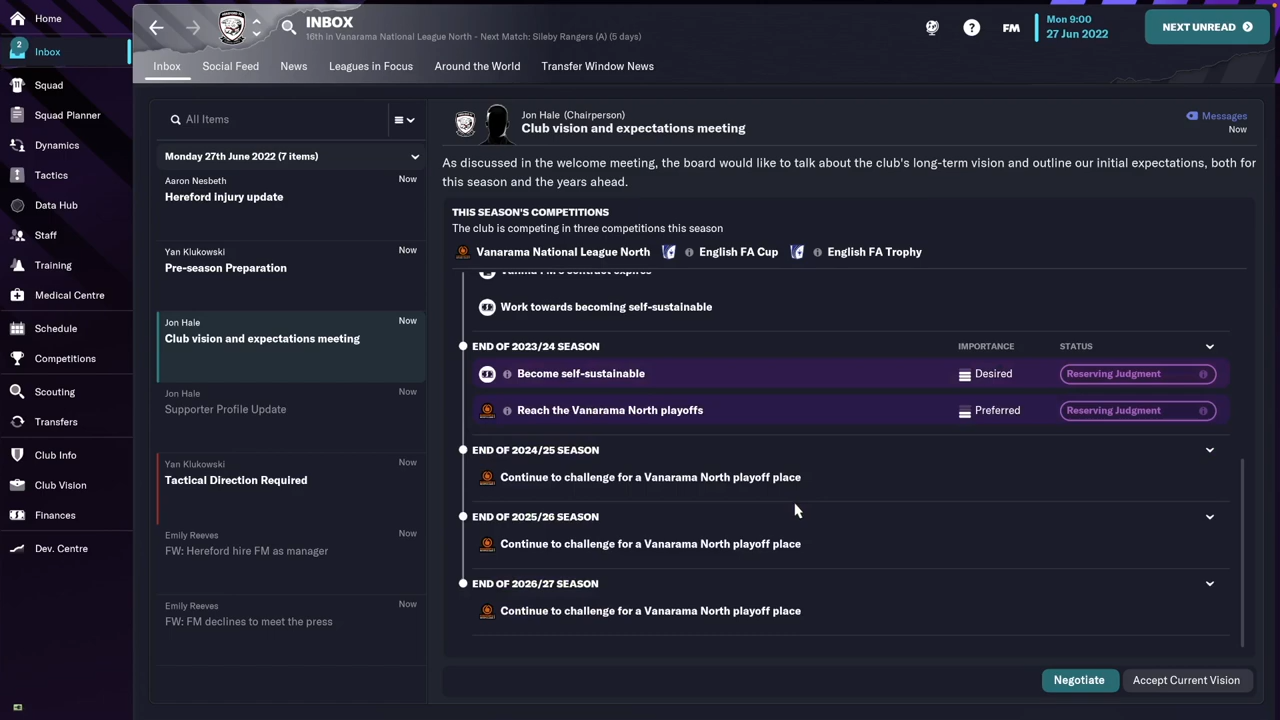 Home
INBOX
16th in Vanarama National League North - Next Match: Sileby Rangers (A) (5 days)
FM
Mon 9:00
27 Jun 2022
NEXT UNREAD
2
Inbox
Squad
Squad Planner
Dynamics
Tactics
Data Hub
Staff
Training
Medical Centre
Schedule
Competitions
Scouting
Transfers
Club Info
Club Vision
Finances
Dev. Centre
Inbox
Social Feed
News
Leagues in Focus
Around the World
Transfer Window News
All Items
Monday 27th June 2022 (7 items)
Aaron Nesbeth
Now
Hereford injury update
Yan Klukowski
Now
Pre-season Preparation
Jon Hale
Now
Club vision and expectations meeting
Jon Hale
Now
Supporter Profile Update
Yan Klukowski
Now
Tactical Direction Required
Emily Reeves
Now
FW: Hereford hire FM as manager
Emily Reeves
Now
FW: FM declines to meet the press
Jon Hale (Chairperson)
Club vision and expectations meeting
Messages
Now
As discussed in the welcome meeting, the board would like to talk about the club's long-term vision and outline our initial expectations, both for
this season and the years ahead.
THIS SEASON'S COMPETITIONS
The club is competing in three competitions this season
Vanarama National League North
English FA Cup
English FA Trophy
contract expires
Work towards becoming self-sustainable
END OF 2023/24 SEASON
IMPORTANCE
STATUS
Become self-sustainable
Desired
Reserving Judgment
Reach the Vanarama North playoffs
Preferred
Reserving Judgment
END OF 2024/25 SEASON
Continue to challenge for a Vanarama North playoff place
END OF 2025/26 SEASON
Continue to challenge for a Vanarama North playoff place
END OF 2026/27 SEASON
Continue to challenge for a Vanarama North playoff place
Negotiate
Accept Current Vision